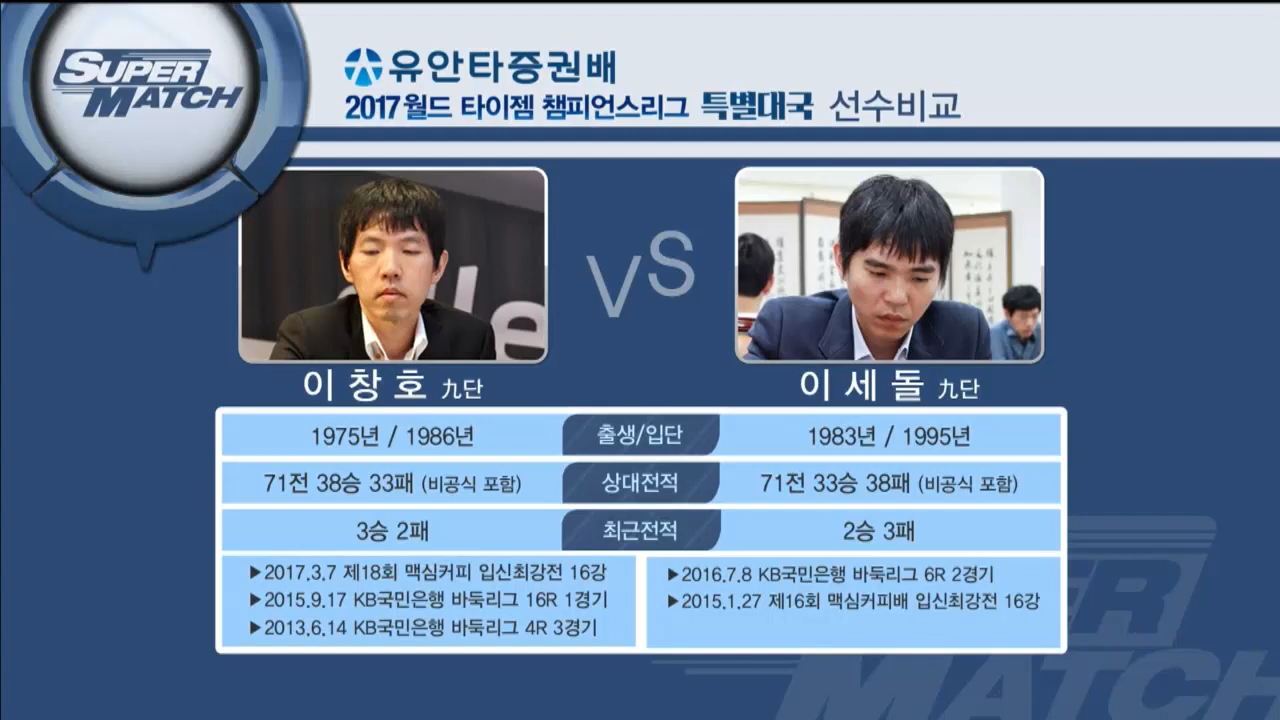 SUPER
MATCH
유안타증권배
2017 월드 타이젬 챔피언스리그 특별대국 선수비교
VS
이창호 九단
이세돌 九단
1975년 / 1986년 출생/입단 1983년 / 1995년
71전 38승 33패 (비공식 포함) 상대전적 71전 33승 38패 (비공식 포함)
3승 2패 최근전적 2승 3패
▶2017.3.7 제18회 맥심커피 입신최강전 16강
▶2015.9.17 KB국민은행 바둑리그 16R 1경기
▶2013.6.14 KB국민은행 바둑리그 4R 3경기
▶2016.7.8 KB국민은행 바둑리그 6R 2경기
▶2015.1.27 제16회 맥심커피배 입신최강전 16강